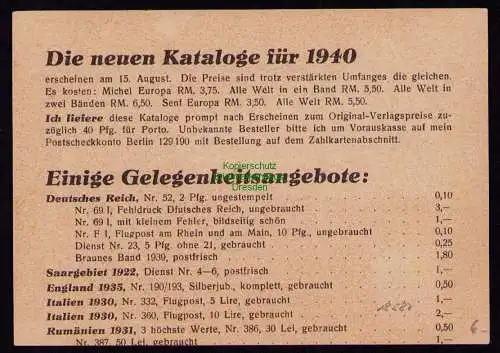 Die neuen Kataloge für 1940
erscheinen am 15. August. Die Preise sind trotz verstärkten Umfanges die gleichen.
Es kosten: Michel Europa RM. 3,75. Alle Welt in ein Band RM. 5,50. Alle Welt in
zwei Bänden RM. 6,50. Senf Europa RM. 3,50. Alle Welt RM. 5,50.
Ich liefere diese Kataloge prompt nach Erscheinen zum Original-Verlagspreise zu-
züglich 40 Pfg. für Porto. Unbekannte Besteller bitte ich um Vorauskasse auf mein
Postscheckkonto Berlin 129 190 mit Bestellung auf dem Zahlkartenabschnitt.
Kopierschutz
Dresden
Einige Gelegenheitsangebote:
Deutsches Reich, Nr. 52, 2 Pfg. ungestempelt 0,10
Nr. 69 I, Fehldruck Dfutsches Reich, ungebraucht 3,—
Nr. 69 I, mit kleinem Fehler, bildseitig schön 1,—
Nr. F I, Flugpost am Rhein und am Main, 10 Pfg., ungebraucht 0,10
Dienst Nr. 23, 5 Pfg. ohne 21, gebraucht 0,25
Braunes Band 1939, postfrisch 1,80
Saargebiet 1922, Dienst Nr. 4—6, postfrisch 1,—
England 1935, Nr. 190/193, Silberjub., komplett, gebraucht 0,50
Italien 1930, Nr. 332, Flugpost, 5 Lire, gebraucht 1,—
Italien 1930, Nr. 360, Flugpost, 10 Lire, gebraucht 2,—
Rumänien 1931, 3 höchste Werte, Nr. 386, 30 Lei, gebraucht 0,50
Nr. 387, 50 Lei, gebraucht 1,—
6.-